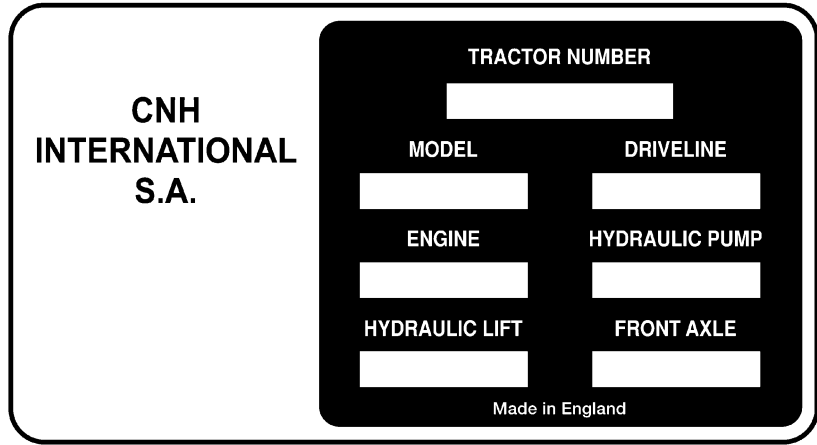 CNH
INTERNATIONAL
S.A.
TRACTOR NUMBER
MODEL
DRIVELINE
ENGINE
HYDRAULIC PUMP
HYDRAULIC LIFT
FRONT AXLE
Made in England